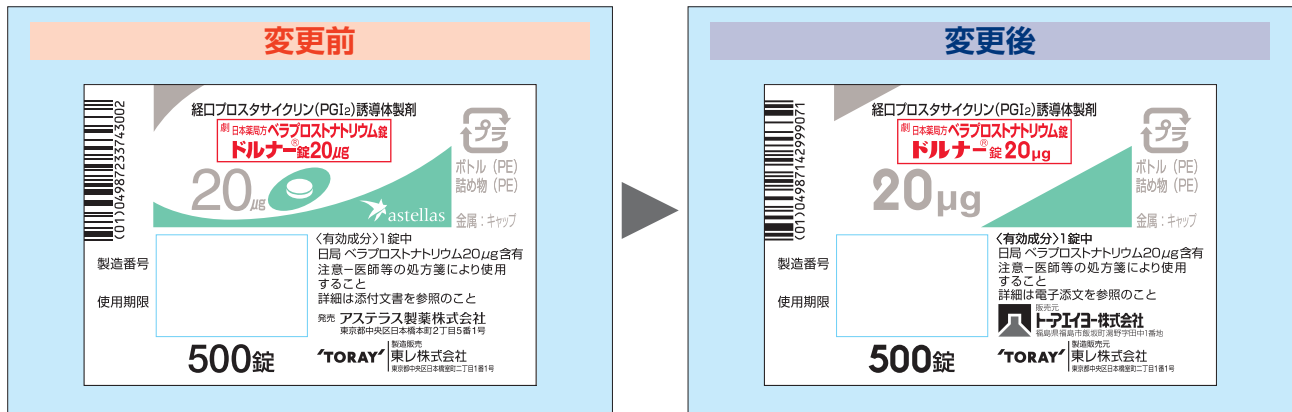 変更前
(01)04987233743002
経口プロスタサイクリン(PGI2)誘導体製剤
劇 日本薬局方 ベラプロストナトリウム錠
ドルナー®錠20μg
プラ
ボトル (PE)
詰め物 (PE)
金属:キャップ
20μg
astellas
製造番号
使用期限
〈有効成分〉1錠中
日局 ベラプロストナトリウム20μg含有
注意−医師等の処方箋により使用
すること
詳細は添付文書を参照のこと
発売 アステラス製薬株式会社
東京都中央区日本橋本町2丁目5番1号
500錠
'TORAY'
製造販売
東レ株式会社
東京都中央区日本橋室町二丁目1番1号
変更後
(01)04987142999071
経口プロスタサイクリン(PGI2)誘導体製剤
劇 日本薬局方 ベラプロストナトリウム錠
ドルナー®錠20μg
プラ
ボトル (PE)
詰め物 (PE)
金属:キャップ
20μg
製造番号
使用期限
〈有効成分〉1錠中
日局 ベラプロストナトリウム20μg含有
注意−医師等の処方箋により使用
すること
詳細は電子添文を参照のこと
販売元
トーアエイヨー株式会社
福島県福島市飯坂町湯野字田中1番地
500錠
'TORAY'
製造販売元
東レ株式会社
東京都中央区日本橋室町二丁目1番1号